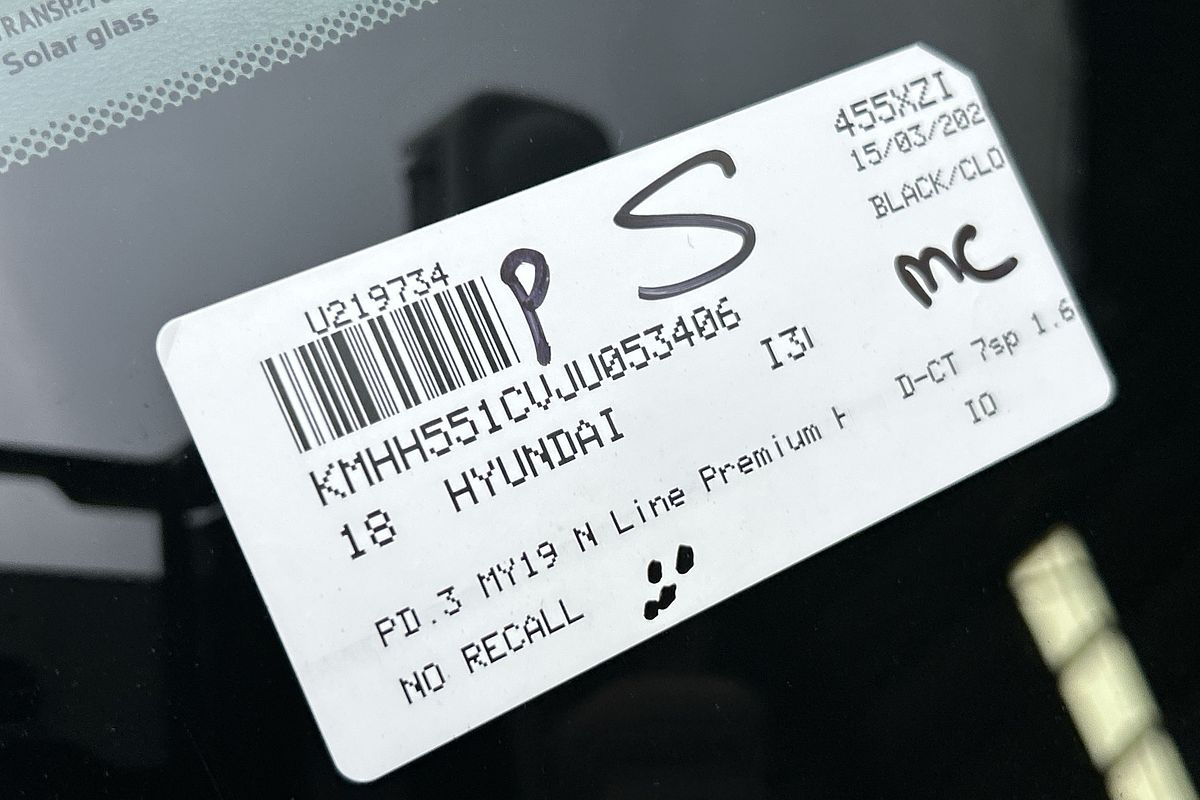 Solar glass
455XZI
15/03/202
BLACK/CLO
MC
S
P
U219734
KMHH551CVJU053406
18 HYUNDAI I3
PD.3 MY19 N Line Premium H D-CT 7sp 1.6
NO RECALL IO